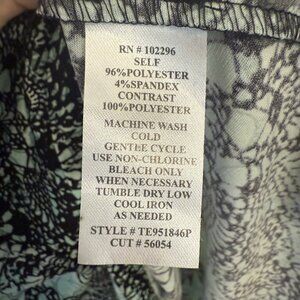 RN # 102296
SELF
96%POLYESTER
4%SPANDEX
CONTRAST
100%POLYESTER
MACHINE WASH
COLD
GENTLE CYCLE
USE NON-CHLORINE
BLEACH ONLY
WHEN NECESSARY
TUMBLE DRY LOW
COOL IRON
AS NEEDED
STYLE # TE951846P
CUT # 56054